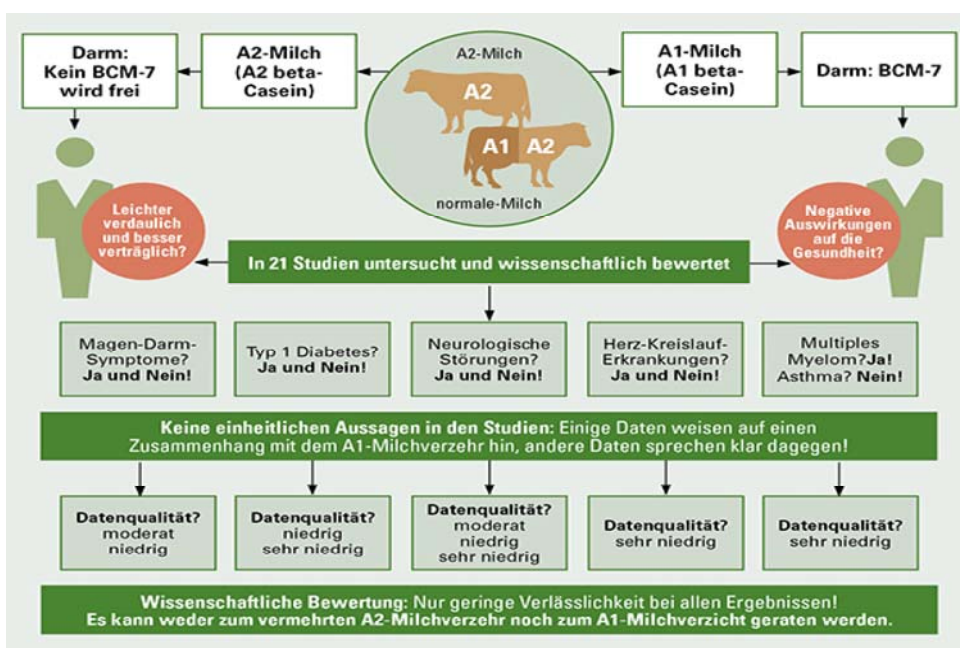 Darm:
Kein BCM-7
wird frei
A2-Milch
(A2 beta-
Casein)
A2-Milch
A2
A1 A2
normale-Milch
A1-Milch
(A1 beta-
Casein)
Darm: BCM-7
Leichter
verdaulich
und besser
verträglich?
Negative
Auswirkungen
auf die
Gesundheit?
In 21 Studien untersucht und wissenschaftlich bewertet
Magen-Darm-
Symptome?
Ja und Nein!
Typ 1 Diabetes?
Ja und Nein!
Neurologische
Störungen?
Ja und Nein!
Herz-Kreislauf-
Erkrankungen?
Ja und Nein!
Multiples
Myelom?Ja!
Asthma? Nein!
Keine einheitlichen Aussagen in den Studien: Einige Daten weisen auf einen
Zusammenhang mit dem A1-Milchverzehr hin, andere Daten sprechen klar dagegen!
Datenqualität?
moderat
niedrig
Datenqualität?
niedrig
sehr niedrig
Datenqualität?
moderat
niedrig
sehr niedrig
Datenqualität?
sehr niedrig
Datenqualität?
sehr niedrig
Wissenschaftliche Bewertung: Nur geringe Verlässlichkeit bei allen Ergebnissen!
Es kann weder zum vermehrten A2-Milchverzehr noch zum A1-Milchverzicht geraten werden.